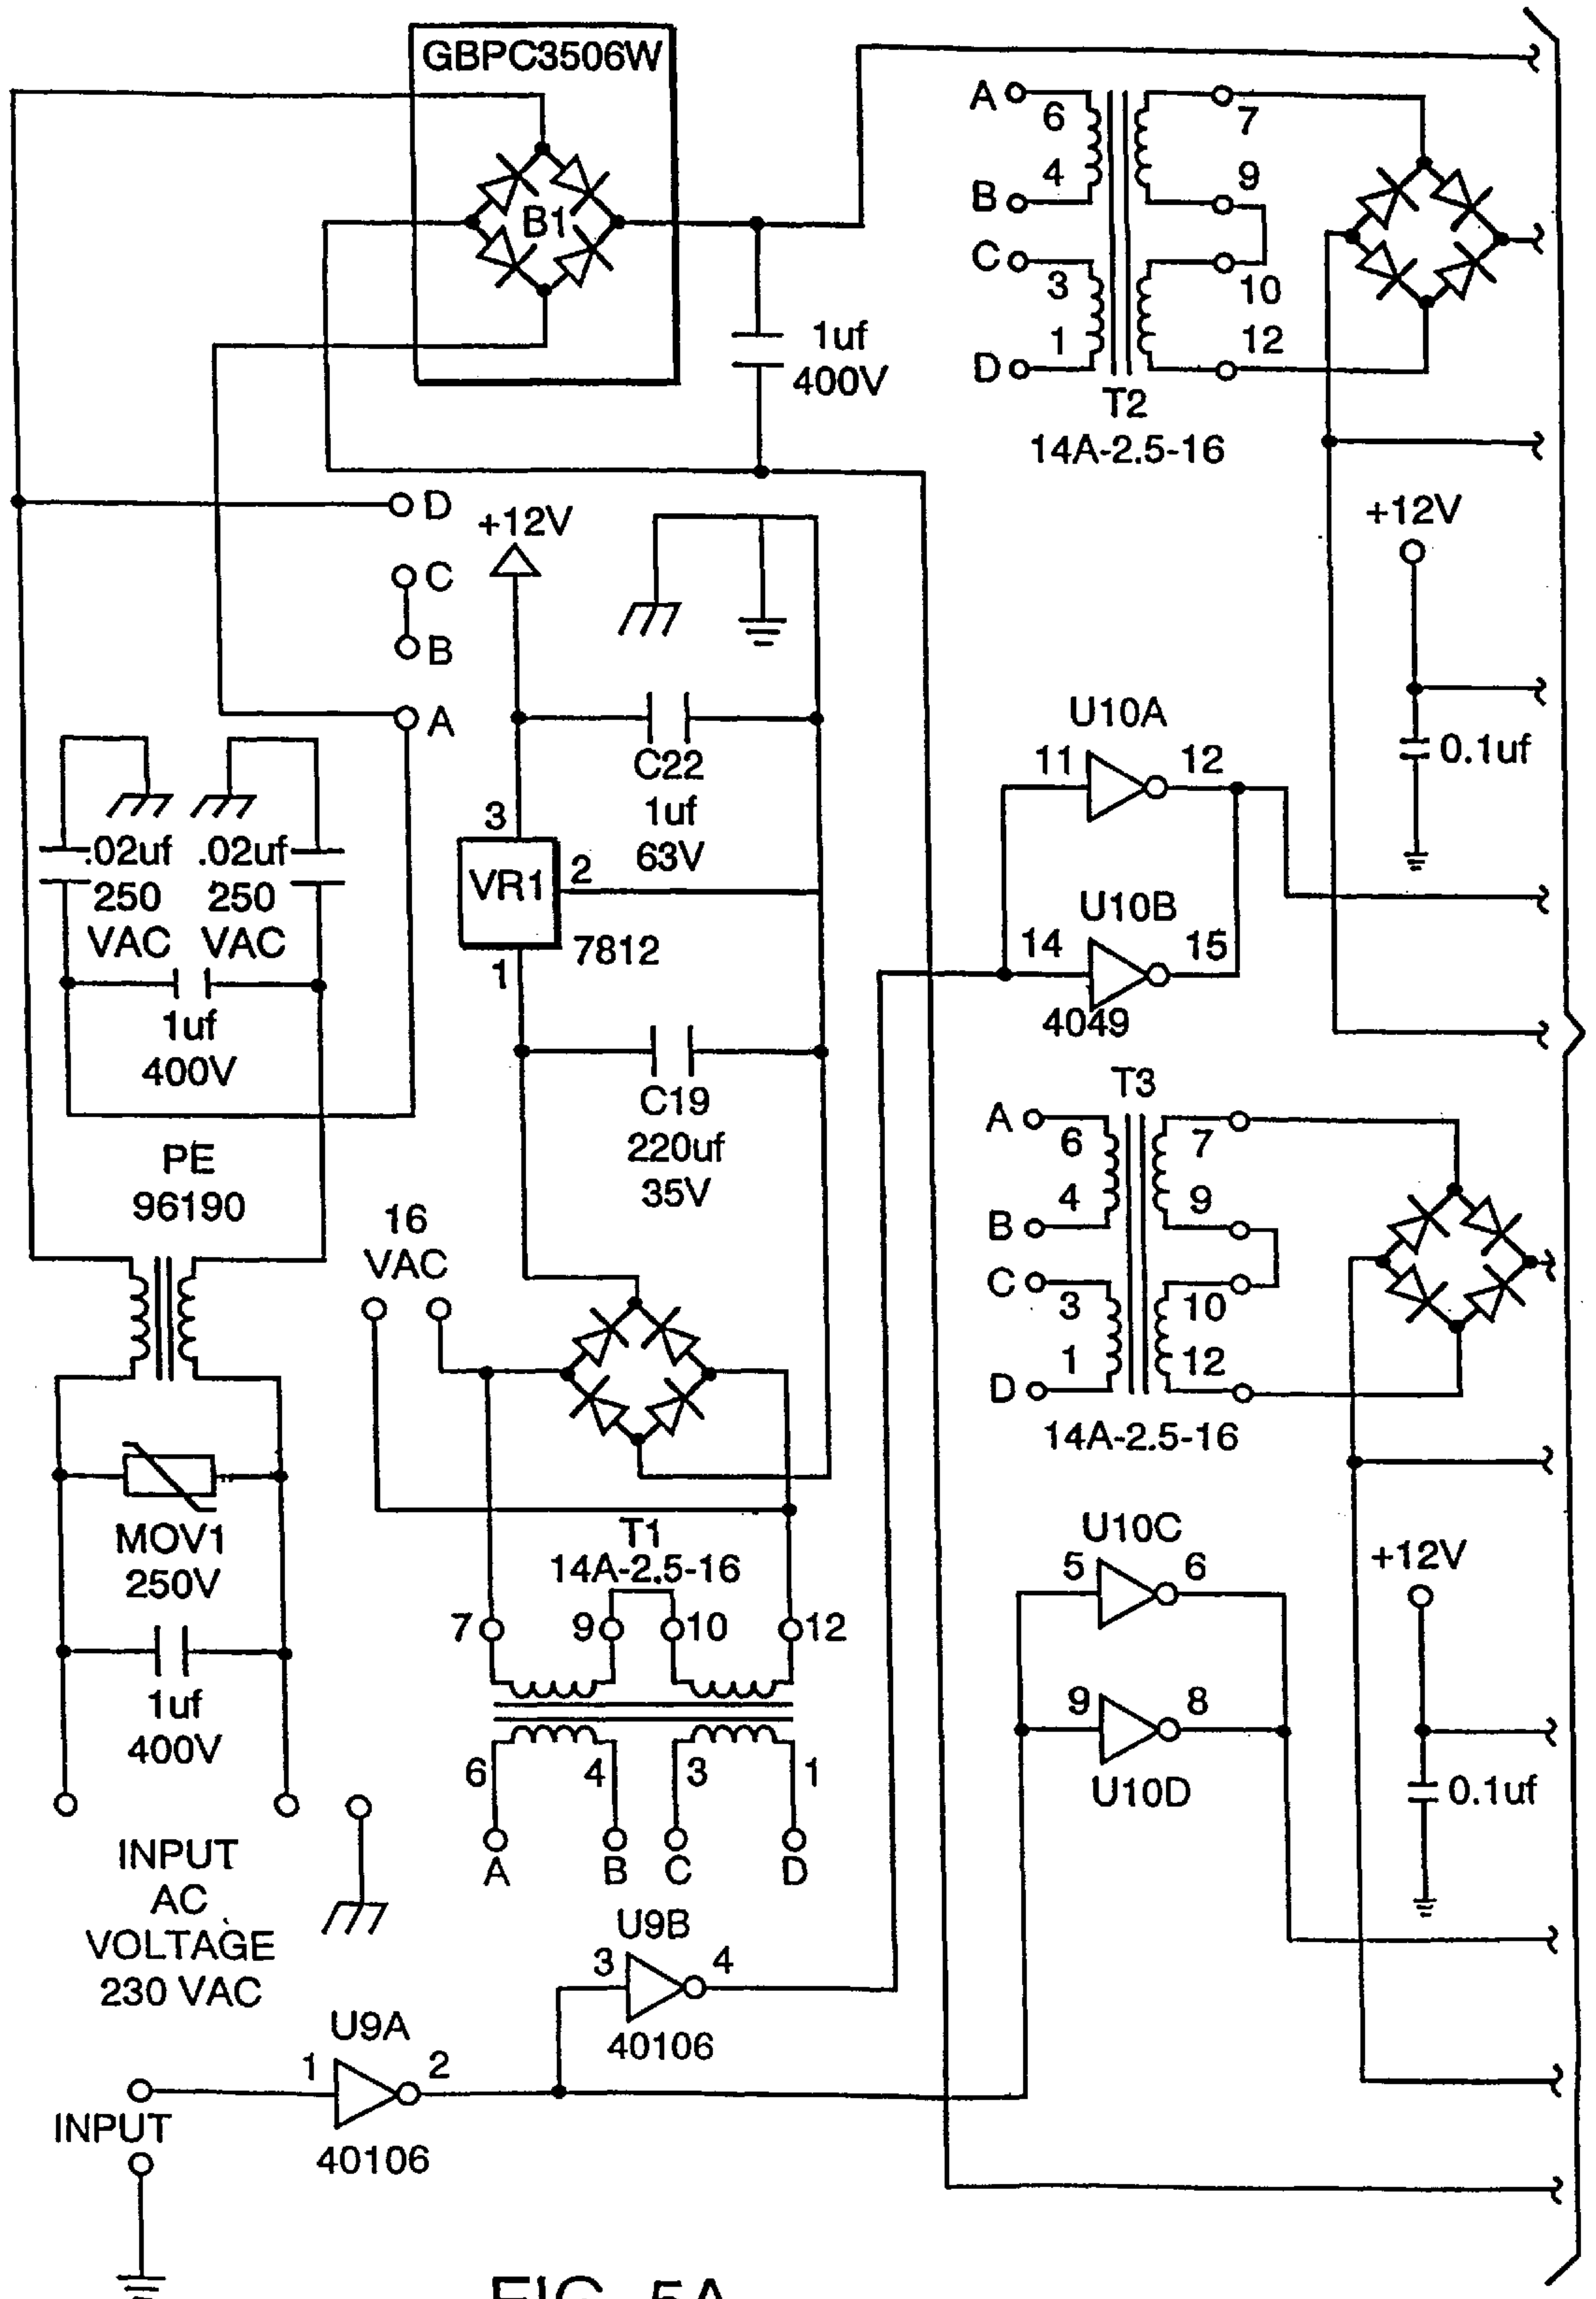 GBPC3506W
B1
1uf
400V
A
6
7
4
9
B
C
3
10
1
12
D
T2
14A-2.5-16
D
+12V
C
B
A
C22
1uf
63V
3
VR1
2
7812
1
.02uf
250
VAC
.02uf
250
VAC
1uf
400V
C19
220uf
35V
+12V
0.1uf
U10A
11
12
U10B
14
15
4049
PE
96190
16
VAC
T3
A
6
7
4
9
B
C
3
10
1
12
D
14A-2.5-16
MOV1
250V
1uf
400V
T1
14A-2.5-16
7
9
10
12
6
4
3
1
A
B
C
D
U10C
5
6
9
8
U10D
+12V
0.1uf
INPUT
AC
VOLTAGE
230 VAC
U9B
3
4
40106
U9A
1
2
40106
INPUT
FIG. 5A